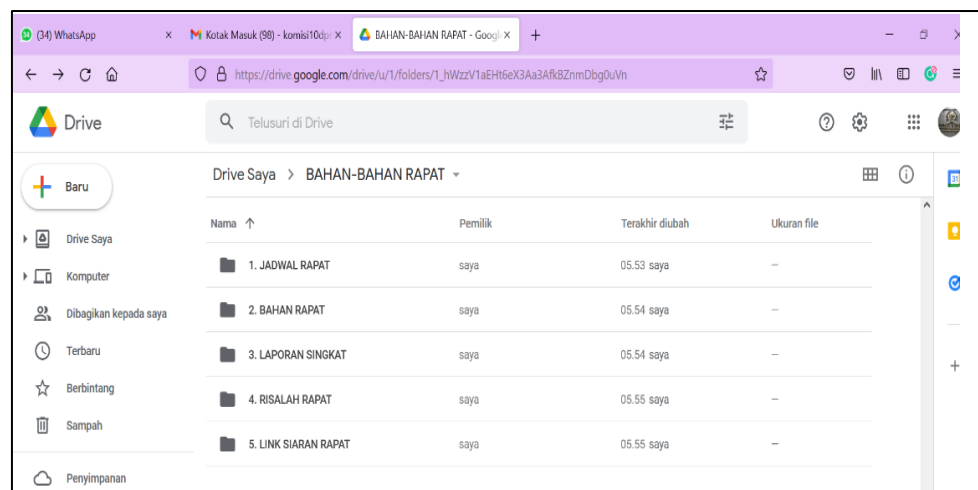 (34) WhatsApp
Kotak Masuk (98) - komisi10dp
BAHAN-BAHAN RAPAT - Googl
https://drive.google.com/drive/u/1/folders/1_hWzzV1aEHt6eX3Aa3AfkBZnmDbg0uVn
Drive
Telusuri di Drive
Baru
Drive Saya > BAHAN-BAHAN RAPAT
Nama Pemilik Terakhir diubah Ukuran file
Drive Saya
Komputer
Dibagikan kepada saya
Terbaru
Berbintang
Sampah
Penyimpanan
1. JADWAL RAPAT saya 05.53 saya —
2. BAHAN RAPAT saya 05.54 saya —
3. LAPORAN SINGKAT saya 05.54 saya —
4. RISALAH RAPAT saya 05.55 saya —
5. LINK SIARAN RAPAT saya 05.55 saya —
31